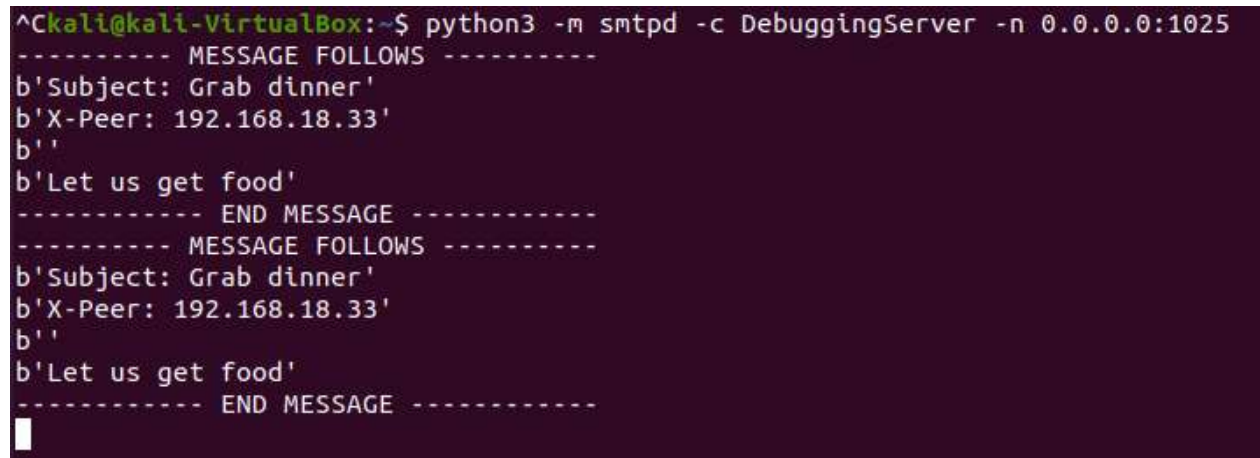 ^Ckali@kali-VirtualBox:~$ python3 -m smtpd -c DebuggingServer -n 0.0.0.0:1025
---------- MESSAGE FOLLOWS ----------
b'Subject: Grab dinner'
b'X-Peer: 192.168.18.33'
b''
b'Let us get food'
------------ END MESSAGE ------------
---------- MESSAGE FOLLOWS ----------
b'Subject: Grab dinner'
b'X-Peer: 192.168.18.33'
b''
b'Let us get food'
------------ END MESSAGE ------------